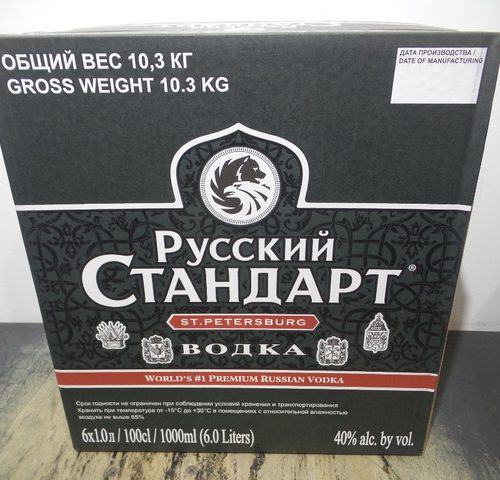 ОБЩИЙ ВЕС 10,3 КГ
GROSS WEIGHT 10.3 KG
ДАТА ПРОИЗВОДСТВА /
DATE OF MANUFACTURING
РУССКИЙ
СТАНДАРТ®
ST.PETERSBURG
ВОДКА
WORLD'S #1 PREMIUM RUSSIAN VODKA
Срок годности не ограничен при соблюдении условий хранения и транспортирования
Хранить при температуре от -15˚С до +30˚С в помещениях с относительной влажностью
воздуха не выше 85%
6x1.0л / 100cl / 1000ml (6.0 Liters)
40% alc. by vol.